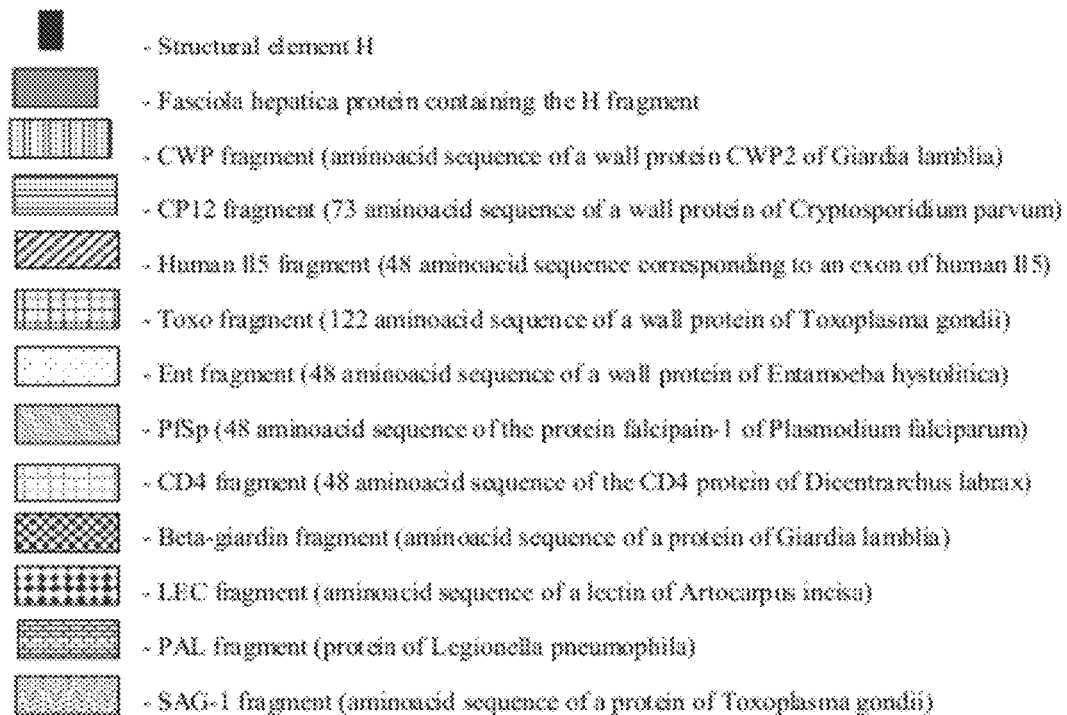 - Structural element H
- Fasciola hepatica protein containing the H fragment
- CWP fragment (aminoacid sequence of a wall protein CWP2 of Giardia lamblia)
- CP12 fragment (73 aminoacid sequence of a wall protein of Cryptosporidium parvum)
- Human Il5 fragment (48 aminoacid sequence corresponding to an exon of human Il5)
- Toxo fragment (122 aminoacid sequence of a wall protein of Toxoplasma gondii)
- Ent fragment (48 aminoacid sequence of a wall protein of Entamoeba hystolitica)
- PfSp (48 aminoacid sequence of the protein falcipain-1 of Plasmodium falciparum)
- CD4 fragment (48 aminoacid sequence of the CD4 protein of Dicentrarchus labrax)
- Beta-giardin fragment (aminoacid sequence of a protein of Giardia lamblia)
- LEC fragment (aminoacid sequence of a lectin of Artocarpus incisa)
- PAL fragment (protein of Legionella pneumophila)
- SAG-1 fragment (aminoacid sequence of a protein of Toxoplasma gondii)